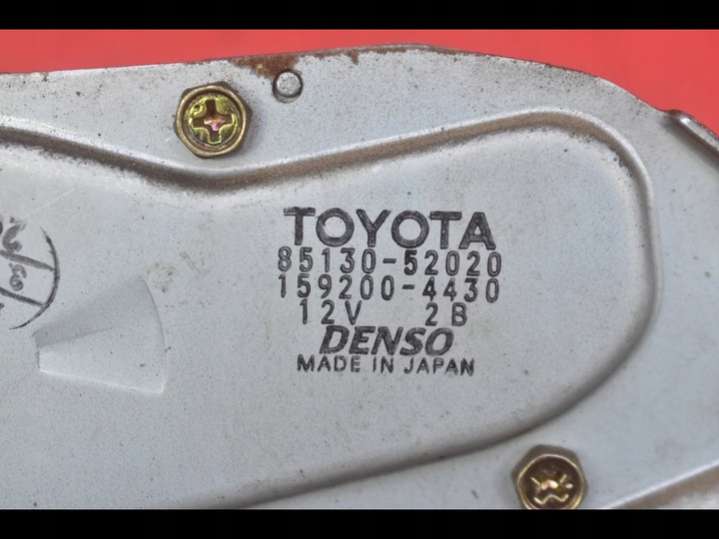 TOYOTA
85130-52020
159200-4430
12V 2B
DENSO
MADE IN JAPAN